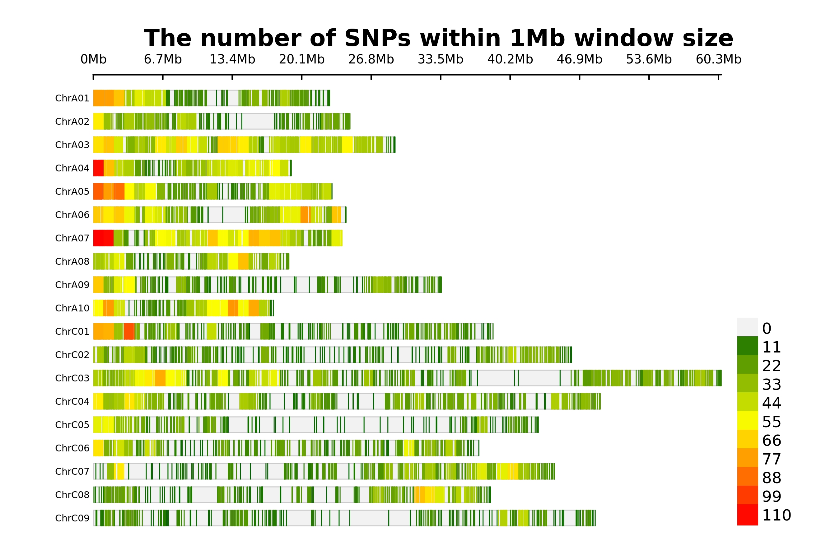 The number of SNPs within 1Mb window size
0Mb 6.7Mb 13.4Mb 20.1Mb 26.8Mb 33.5Mb 40.2Mb 46.9Mb 53.6Mb 60.3Mb
ChrA01
ChrA02
ChrA03
ChrA04
ChrA05
ChrA06
ChrA07
ChrA08
ChrA09
ChrA10
ChrC01
ChrC02
ChrC03
ChrC04
ChrC05
ChrC06
ChrC07
ChrC08
ChrC09
0
11
22
33
44
55
66
77
88
99
110